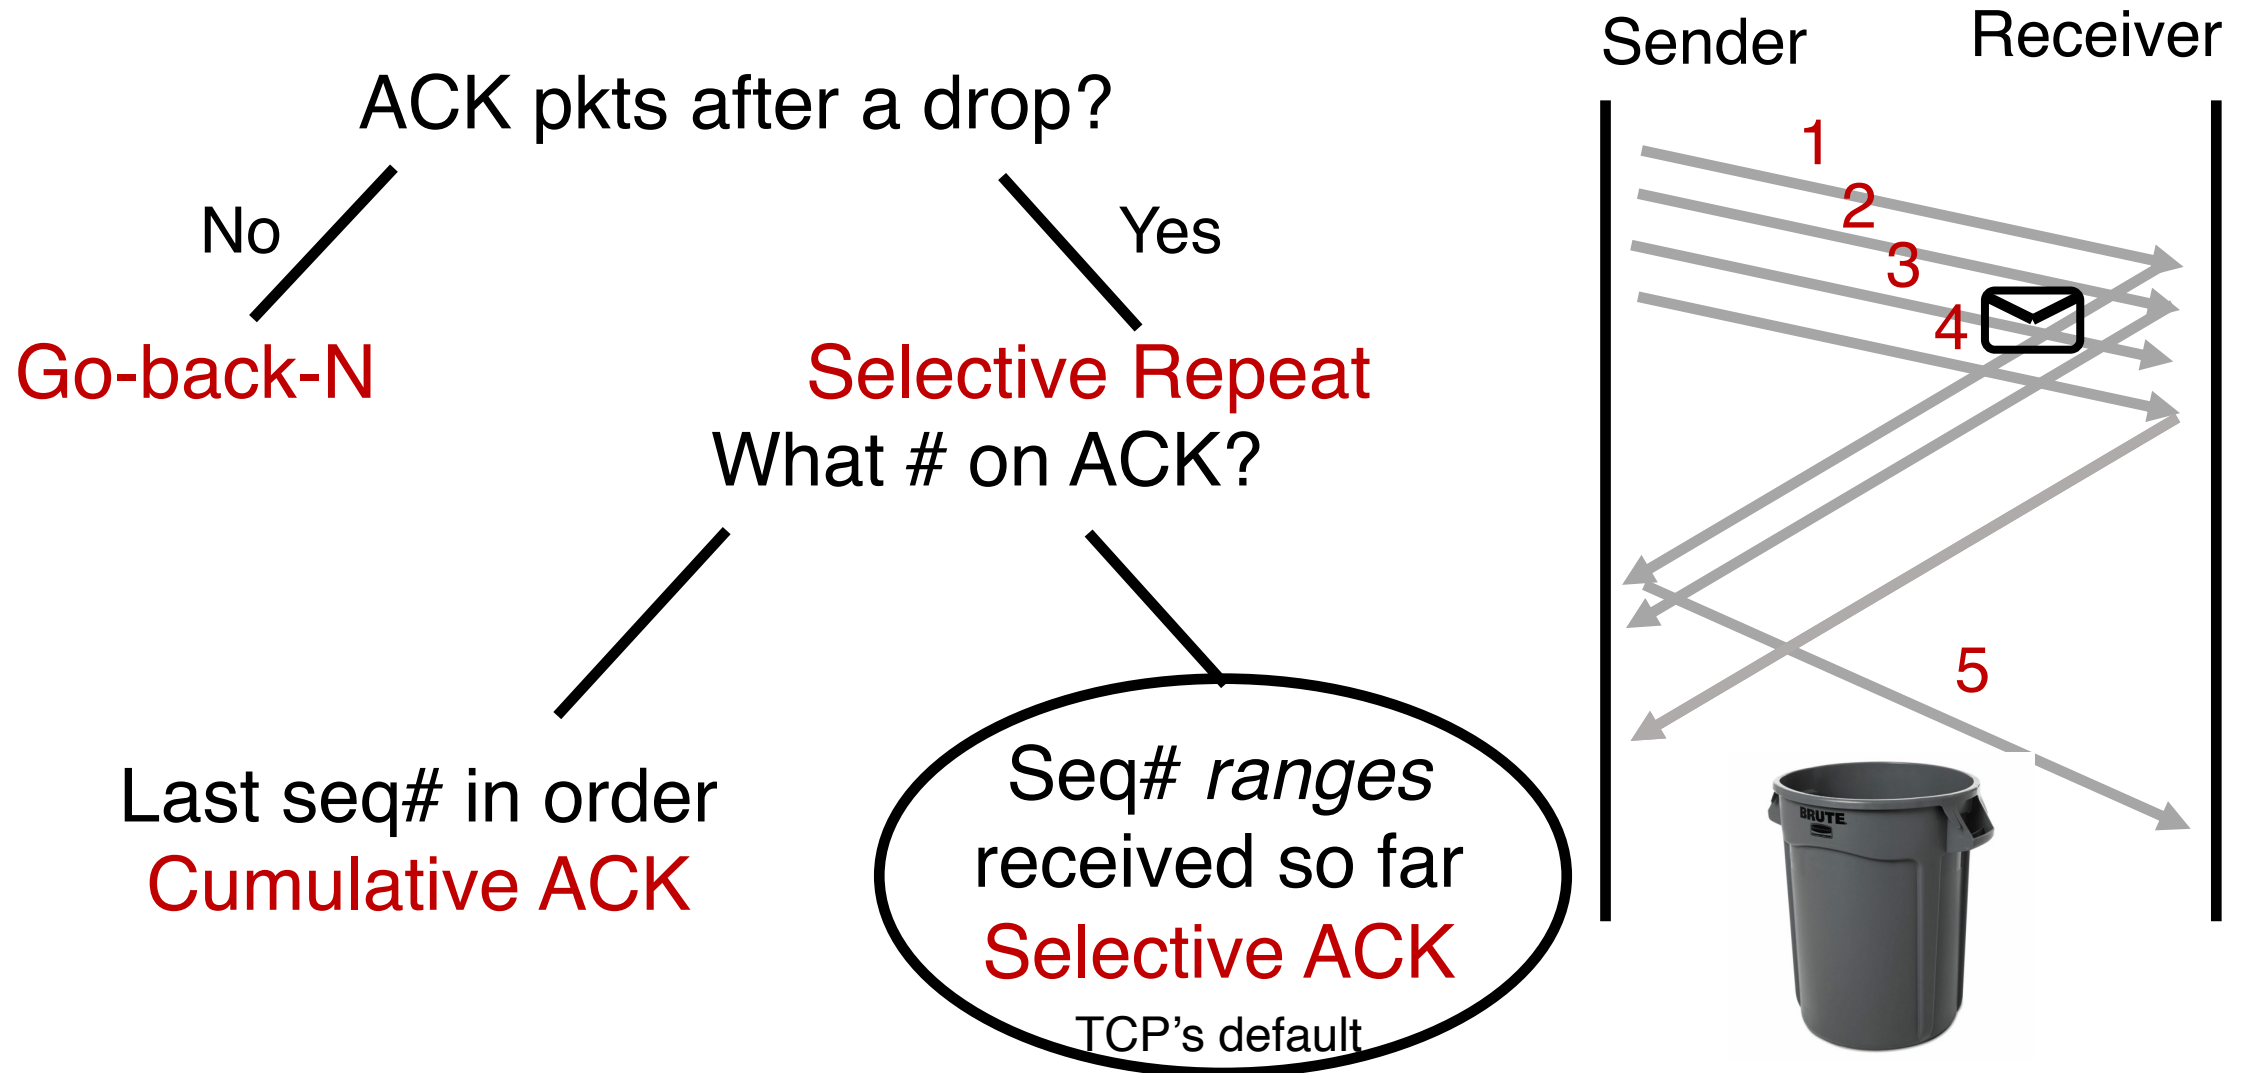 ACK pkts after a drop?
No
Yes
Go-back-N
Selective Repeat
What # on ACK?
Last seq# in order
Cumulative ACK
Seq# ranges
received so far
Selective ACK
TCP’s default
Sender
Receiver
1
2
3
4
5
BRUTE